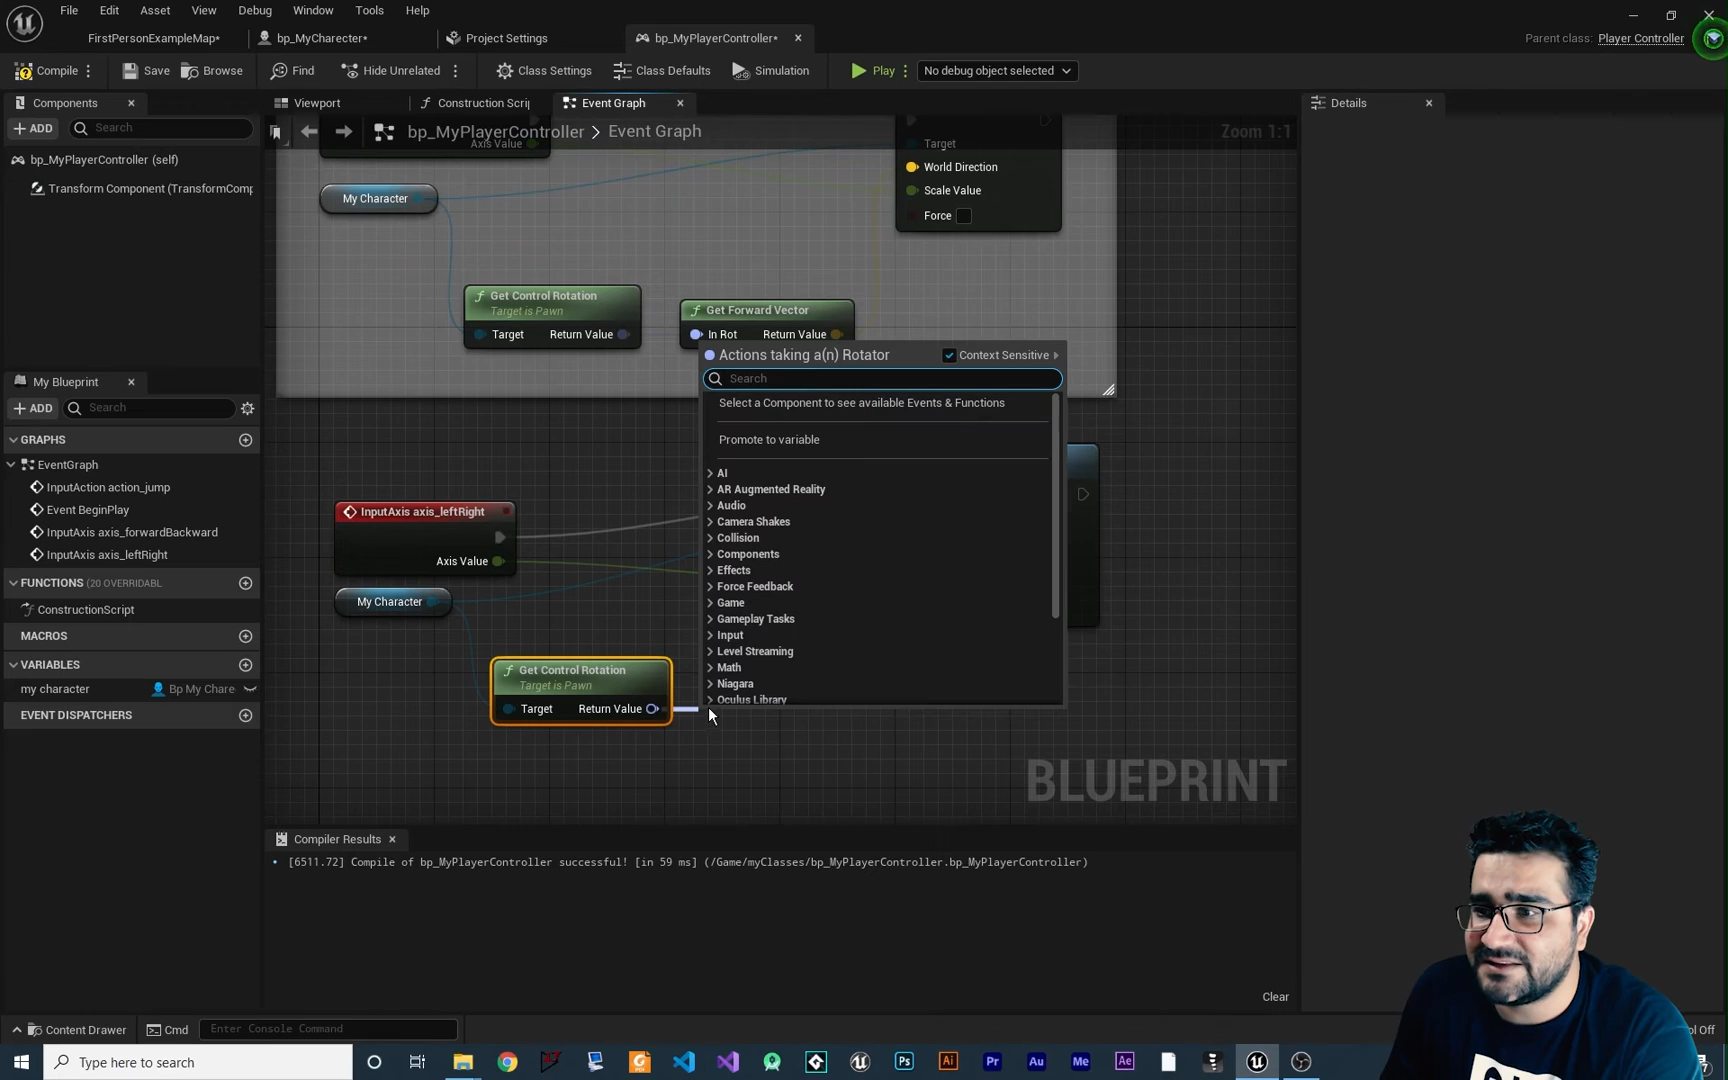 File Edit Asset View Debug Window Tools Help
FirstPersonExampleMap* bp_MyCharecter* Project Settings bp_MyPlayerController* Parent class: Player Controller
Compile Save Browse Find Hide Unrelated Class Settings Class Defaults Simulation Play No debug object selected
Components Viewport Construction Scri Event Graph Details
ADD Search bp_MyPlayerController > Event Graph Zoom 1:1
bp_MyPlayerController (self)
Transform Component (TransformComp
Axis Value Target
World Direction
My Character Scale Value
Force
Get Control Rotation
Target is Pawn
Get Forward Vector
Target Return Value In Rot Return Value
Actions taking a(n) Rotator Context Sensitive
Search
Select a Component to see available Events & Functions
Promote to variable
AI
AR Augmented Reality
Audio
Camera Shakes
Collision
Components
Effects
Force Feedback
Game
Gameplay Tasks
Input
Level Streaming
Math
Niagara
Oculus Library
My Blueprint
ADD Search
GRAPHS
EventGraph
InputAction action_jump
Event BeginPlay
InputAxis axis_forwardBackward
InputAxis axis_leftRight
FUNCTIONS (20 OVERRIDABL
ConstructionScript
MACROS
VARIABLES
my character Bp My Chare
EVENT DISPATCHERS
InputAxis axis_leftRight
Axis Value
My Character
Get Control Rotation
Target is Pawn
Target Return Value
BLUEPRINT
Compiler Results
[6511.72] Compile of bp_MyPlayerController successful! [in 59 ms] (/Game/myClasses/bp_MyPlayerController.bp_MyPlayerController)
Clear
Content Drawer Cmd Enter Console Command ol Off
Type here to search Ps Ai Pr Au Me Ae